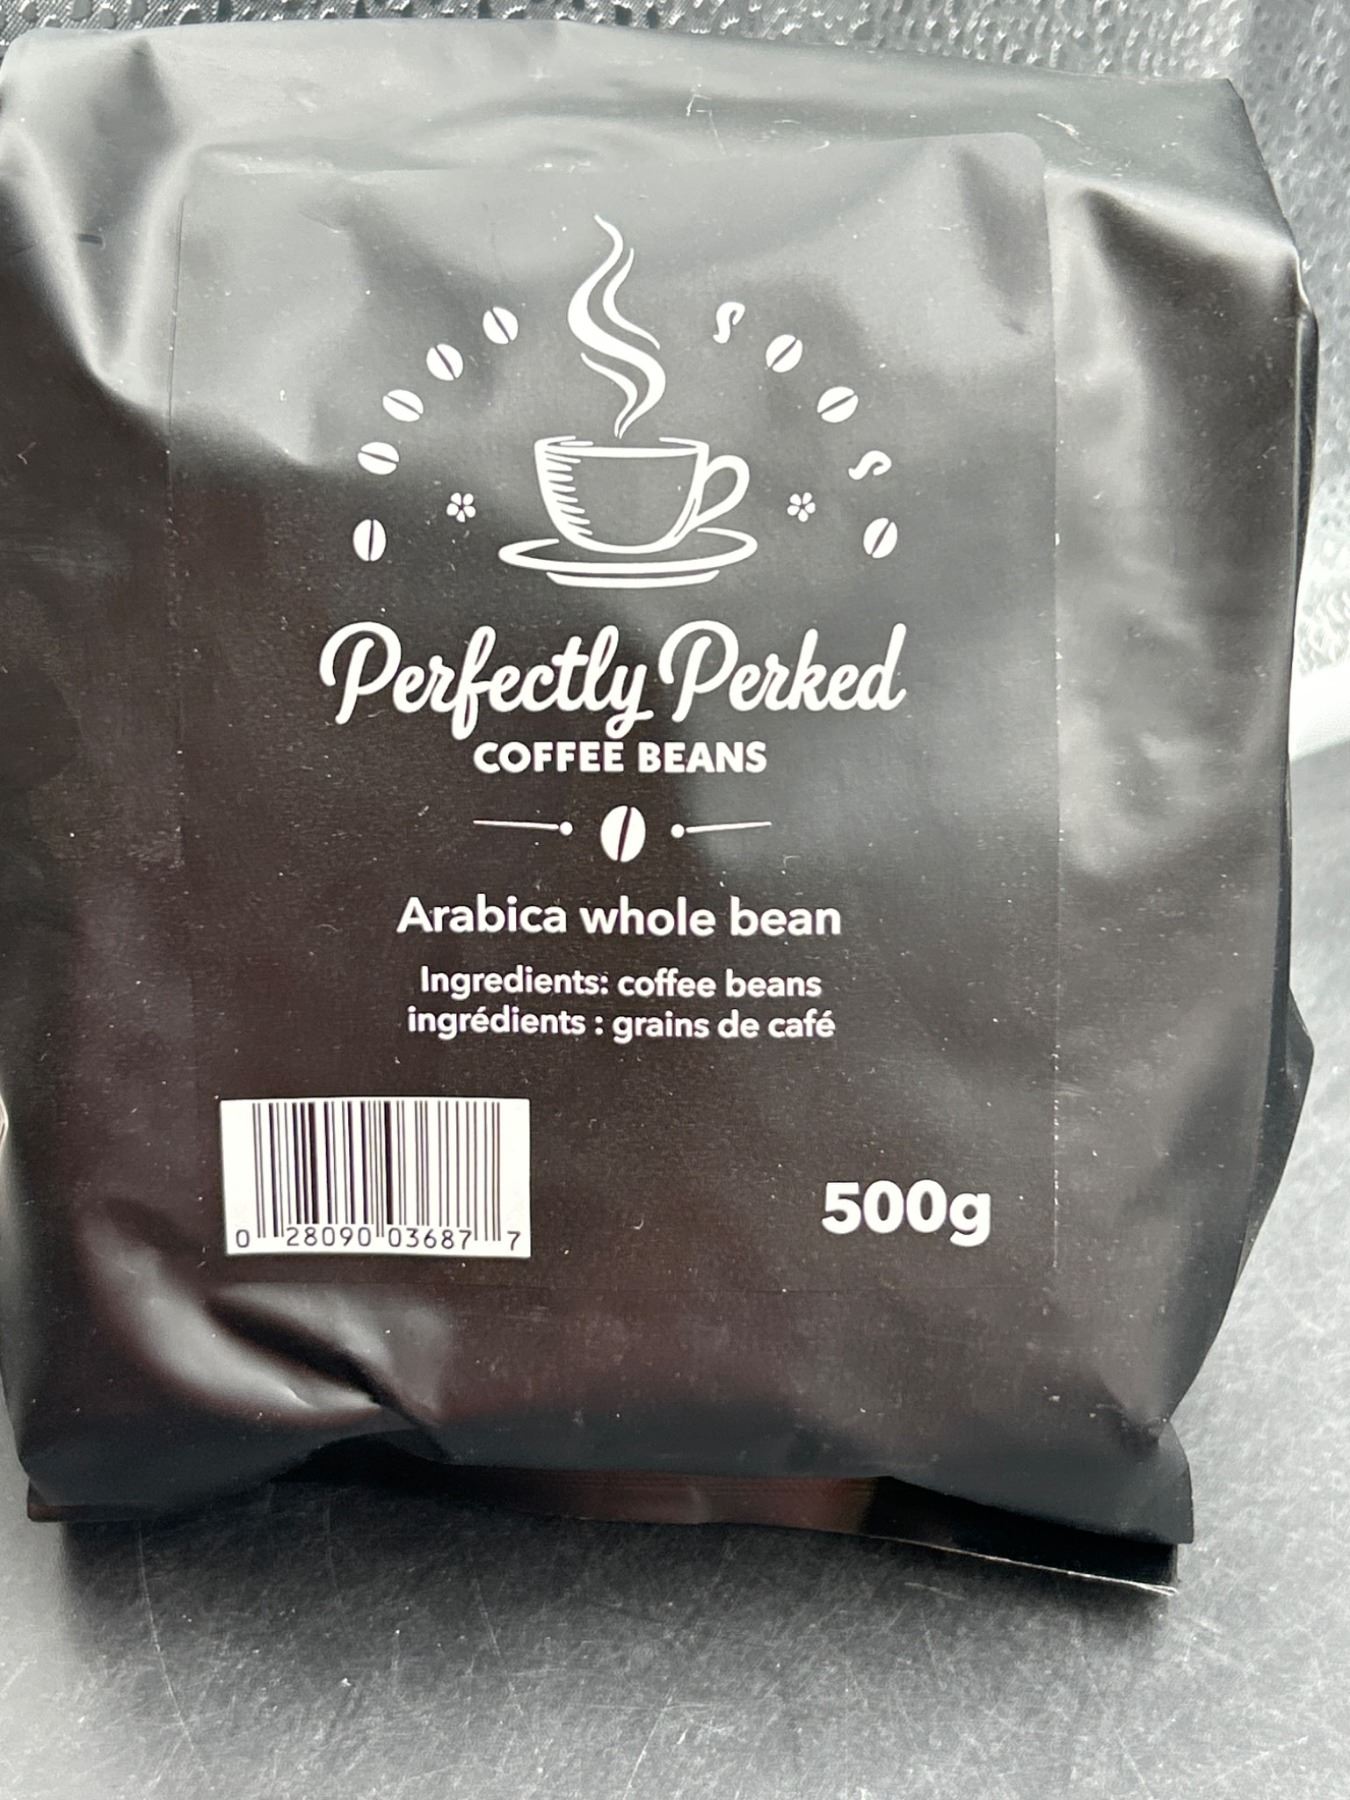 Perfectly Perked
COFFEE BEANS
Arabica whole bean
Ingredients: coffee beans
ingrédients : grains de café
0 28090 03687 7
500g